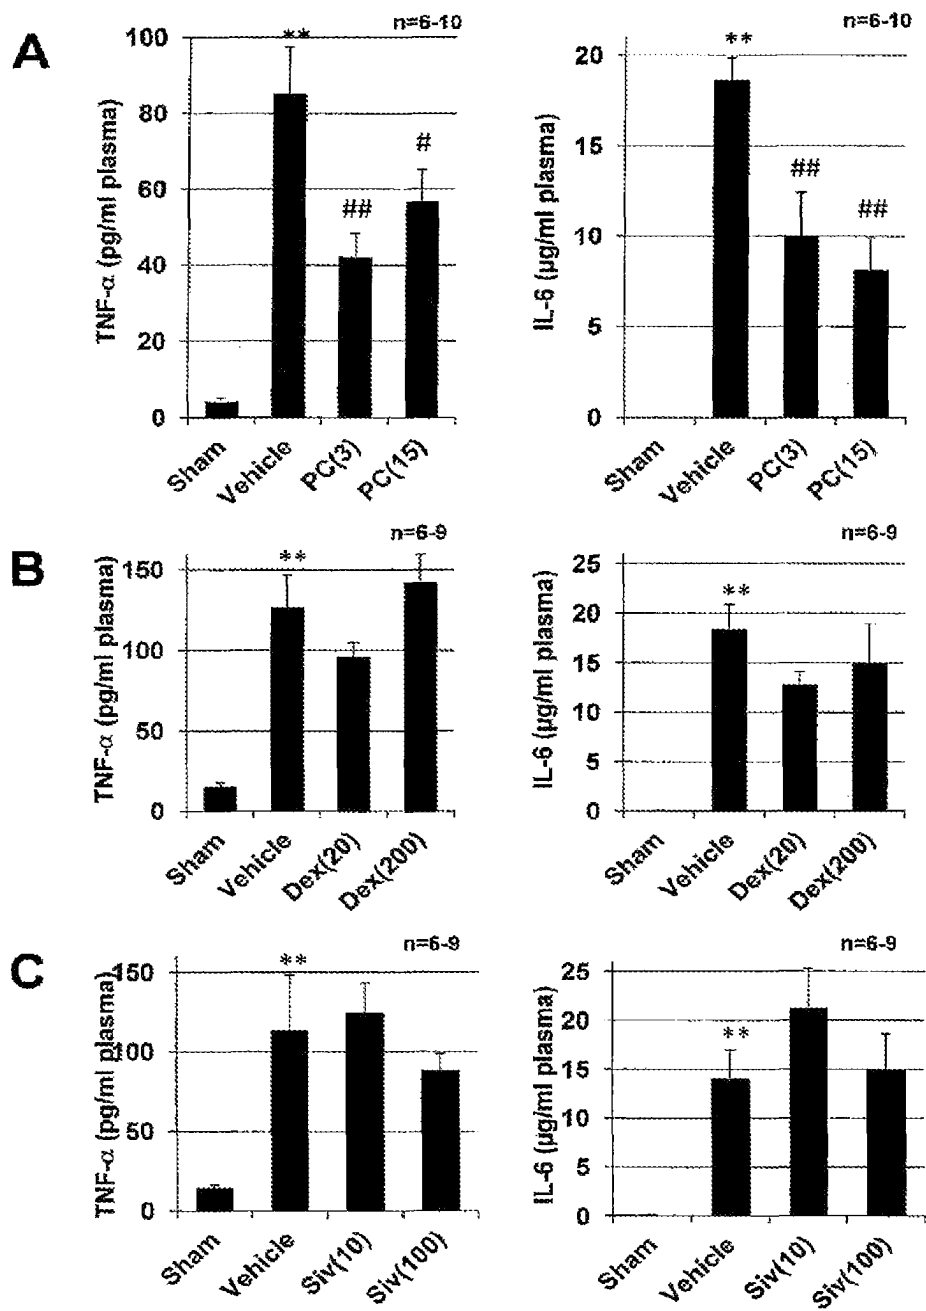 A
n=6-10
TNF-α (pg/ml plasma)
100
80
60
40
20
0
**
##
#
Sham
Vehicle
PC(3)
PC(15)
n=6-10
IL-6 (µg/ml plasma)
20
15
10
5
0
**
##
##
Sham
Vehicle
PC(3)
PC(15)
B
n=6-9
TNF-α (pg/ml plasma)
150
100
50
0
**
Sham
Vehicle
Dex(20)
Dex(200)
n=6-9
IL-6 (µg/ml plasma)
25
20
15
10
5
0
**
Sham
Vehicle
Dex(20)
Dex(200)
C
n=6-9
TNF-α (pg/ml plasma)
150
100
50
0
**
Sham
Vehicle
Siv(10)
Siv(100)
n=6-9
IL-6 (µg/ml plasma)
25
20
15
10
5
0
**
Sham
Vehicle
Siv(10)
Siv(100)